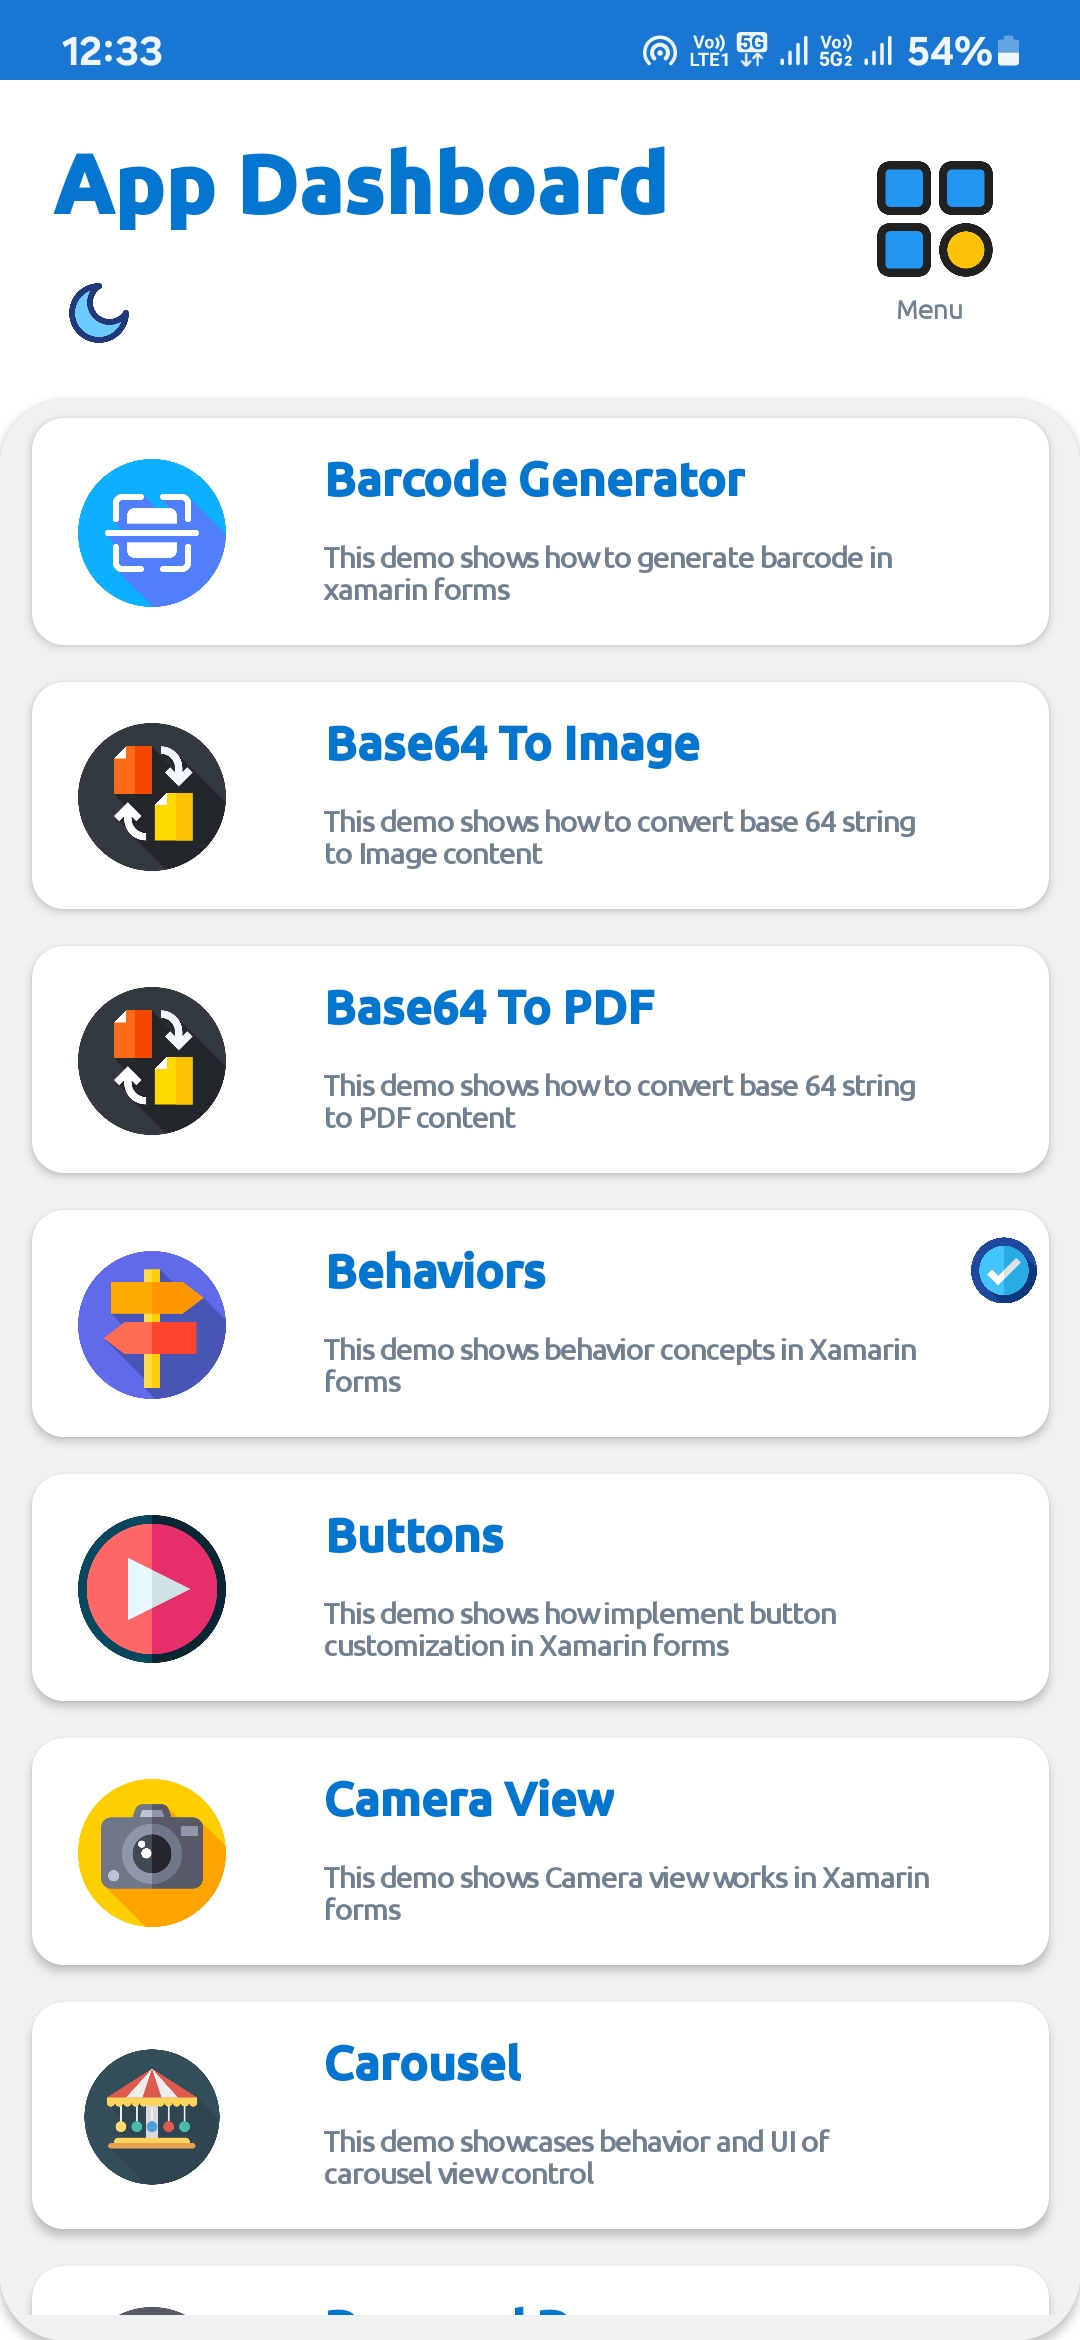 12:33 Vo)) LTE1 5G Vo)) 5G2 54%
App Dashboard
Menu
Barcode Generator
This demo shows how to generate barcode in
xamarin forms
Base64 To Image
This demo shows how to convert base 64 string
to Image content
Base64 To PDF
This demo shows how to convert base 64 string
to PDF content
Behaviors
This demo shows behavior concepts in Xamarin
forms
Buttons
This demo shows how implement button
customization in Xamarin forms
Camera View
This demo shows Camera view works in Xamarin
forms
Carousel
This demo showcases behavior and UI of
carousel view control